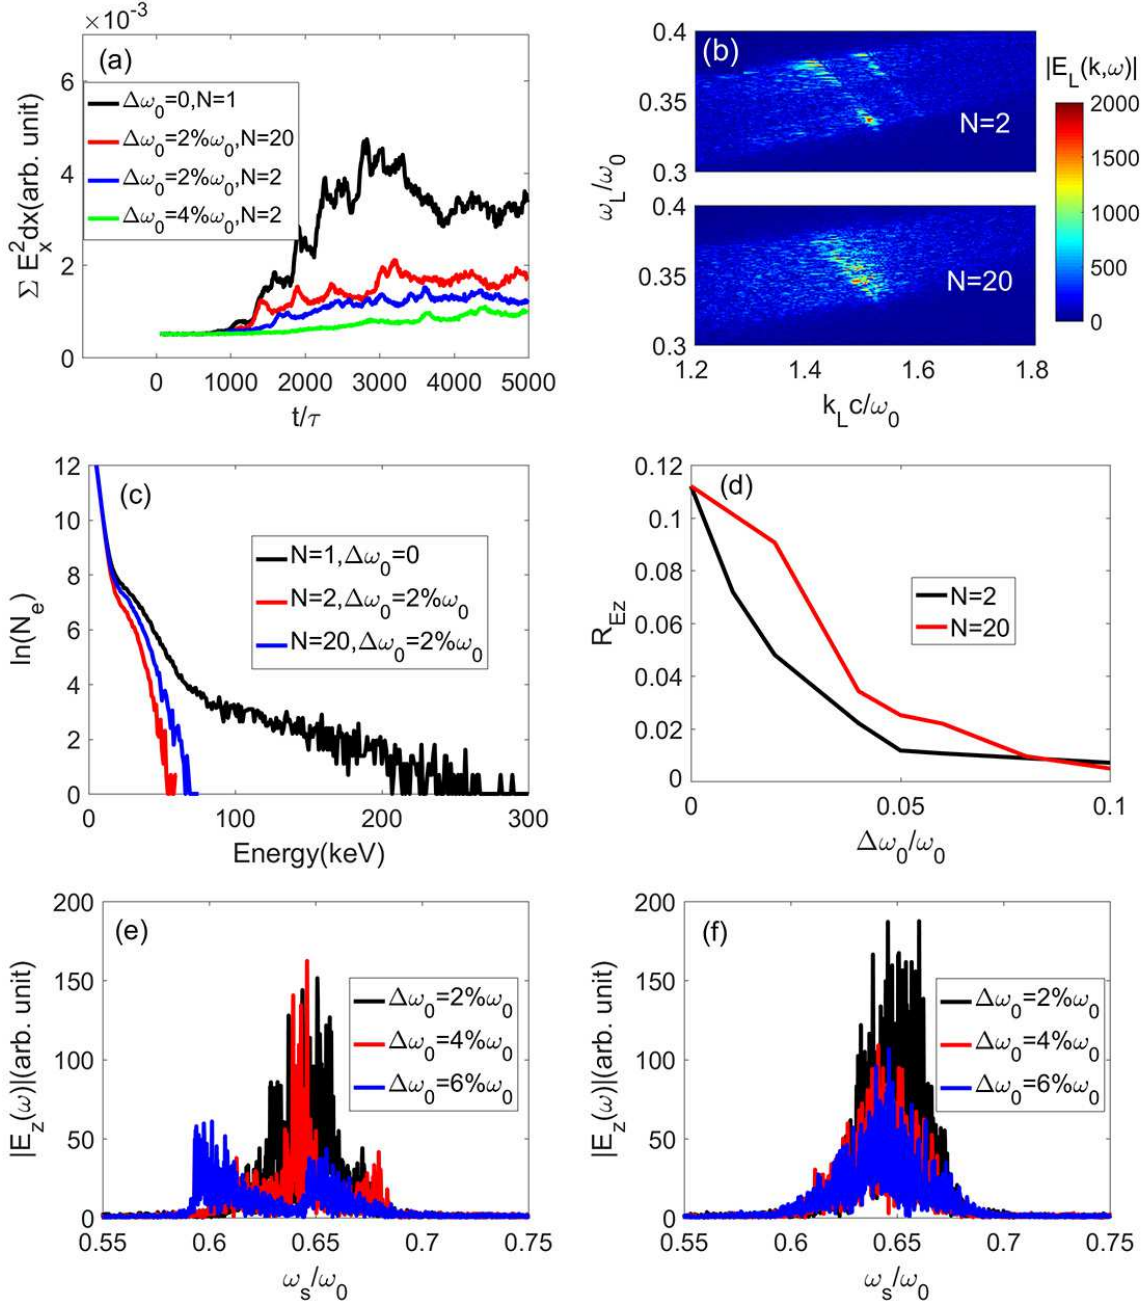 ×10⁻³
(a)
Σ E_x²dx(arb. unit)
6
4
2
0
Δω₀=0,N=1
Δω₀=2%ω₀,N=20
Δω₀=2%ω₀,N=2
Δω₀=4%ω₀,N=2
0 1000 2000 3000 4000 5000
t/τ
(b)
0.4
0.35
0.3
N=2
0.4
0.35
0.3
N=20
ω_L/ω₀
1.2 1.4 1.6 1.8
k_L c/ω₀
|E_L(k,ω)|
2000
1500
1000
500
0
(c)
ln(N_e)
12
10
8
6
4
2
0
N=1,Δω₀=0
N=2,Δω₀=2%ω₀
N=20,Δω₀=2%ω₀
0 100 200 300
Energy(keV)
(d)
R_Ez
0.12
0.1
0.08
0.06
0.04
0.02
0
N=2
N=20
0 0.05 0.1
Δω₀/ω₀
(e)
|E_z(ω)|(arb. unit)
200
150
100
50
0
Δω₀=2%ω₀
Δω₀=4%ω₀
Δω₀=6%ω₀
0.55 0.6 0.65 0.7 0.75
ω_s/ω₀
(f)
|E_z(ω)|(arb. unit)
200
150
100
50
0
Δω₀=2%ω₀
Δω₀=4%ω₀
Δω₀=6%ω₀
0.55 0.6 0.65 0.7 0.75
ω_s/ω₀